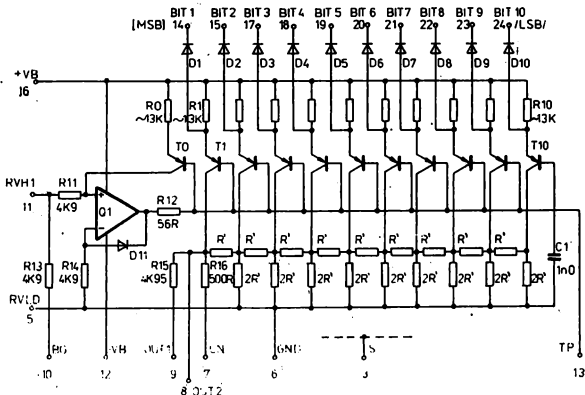 BIT 1 BIT 2 BIT 3 BIT 4 BIT 5 BIT 6 BIT 7 BIT 8 BIT 9 BIT 10
[MSB] 14 15 17 18 19 20 21 22 23 24 /LSB/
D1 D2 D3 D4 D5 D6 D7 D8 D9 D10
+VB
16
R0 R1 R10
~43K ~43K ~43K
T0 T1 T10
RVH1 R11 R12
11 4K9 Q1 56R
+
−
R' R' R' R' R' R' R' R' R'
D11 C1
R13 R14 R15 R16 1n0
4K9 4K9 4K95 500R 2R' 2R' 2R' 2R' 2R' 2R' 2R' 2R' 2R'
5
GND S TP
10 12 9 7 6 3 13
8 OUT2